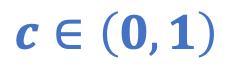 c ∈ (0, 1)